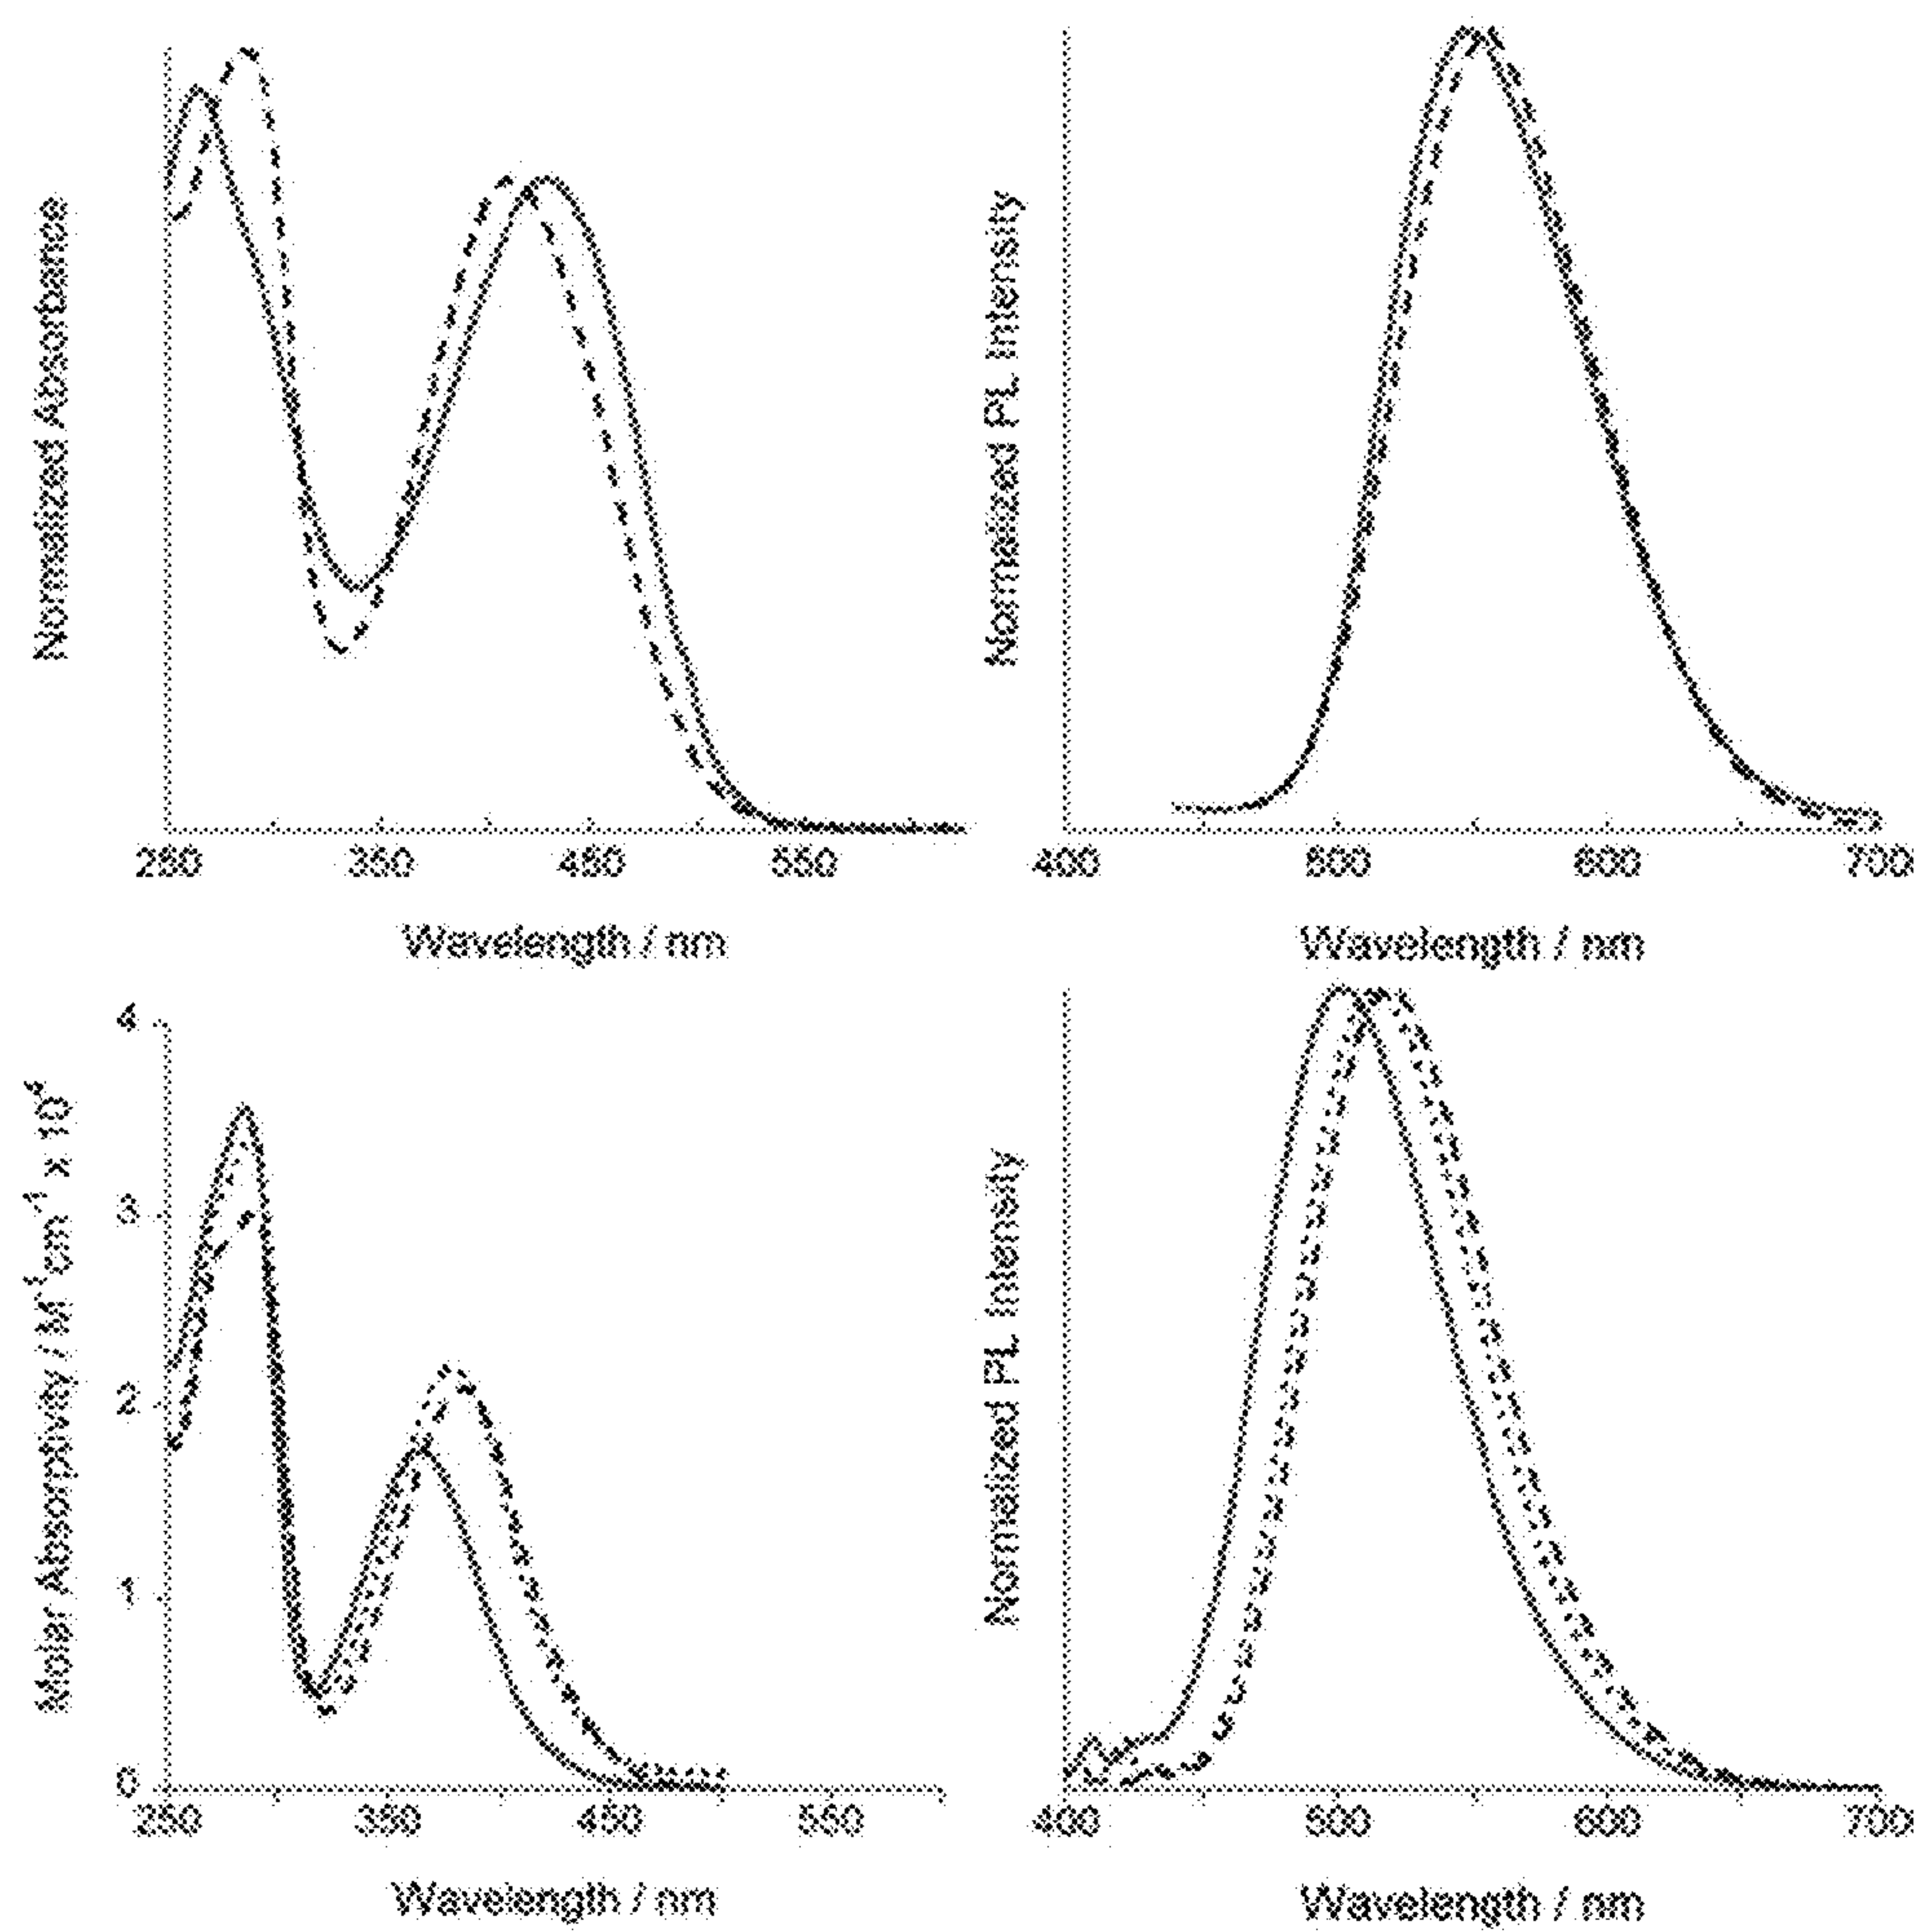 Normalized Absorbance
250 350 450 550
Wavelength / nm
Normalized PL Intensity
400 500 600 700
Wavelength / nm
Molar Absorptivity / M⁻¹cm⁻¹ x 10⁴
4
3
2
1
0
250 350 450 550
Wavelength / nm
Normalized PL Intensity
400 500 600 700
Wavelength / nm